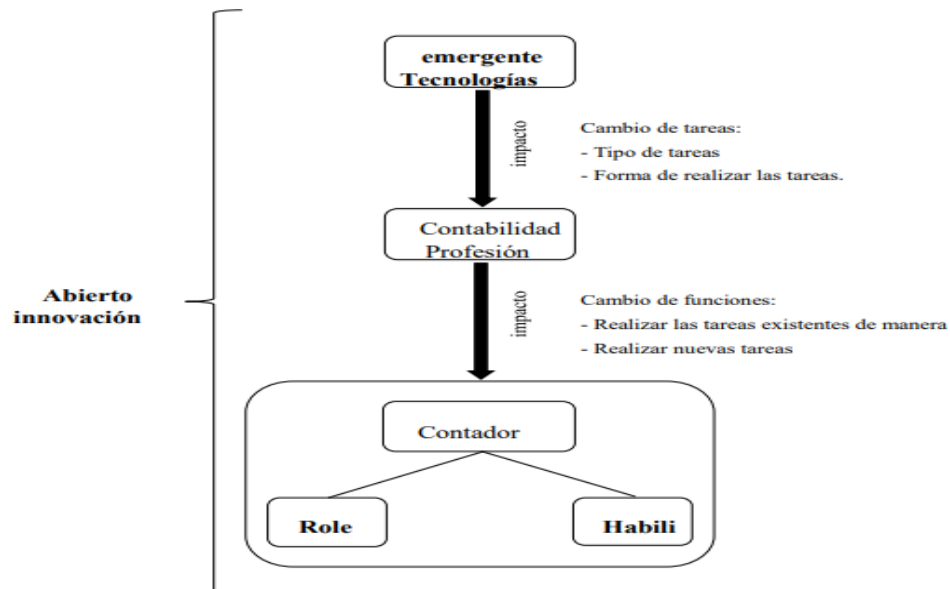 emergente
Tecnologías
impacto
Cambio de tareas:
- Tipo de tareas
- Forma de realizar las tareas.
Contabilidad
Profesión
Abierto
innovación
impacto
Cambio de funciones:
- Realizar las tareas existentes de manera
- Realizar nuevas tareas
Contador
Role
Habili